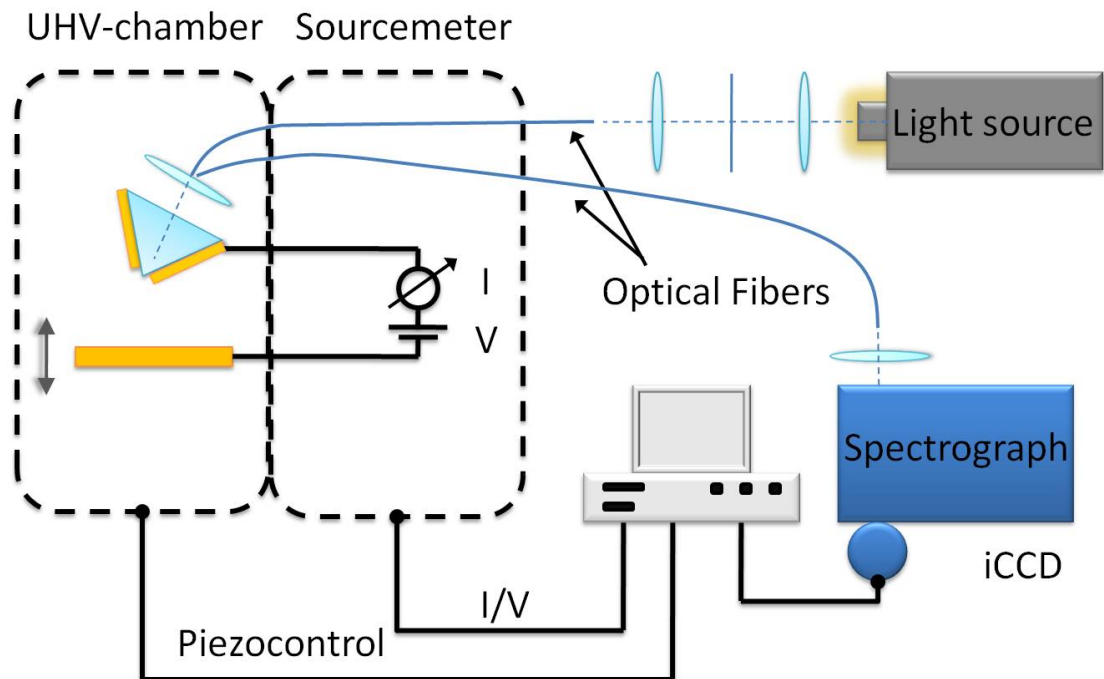 UHV-chamber
Sourcemeter
Light source
I
V
Optical Fibers
Spectrograph
iCCD
I/V
Piezocontrol